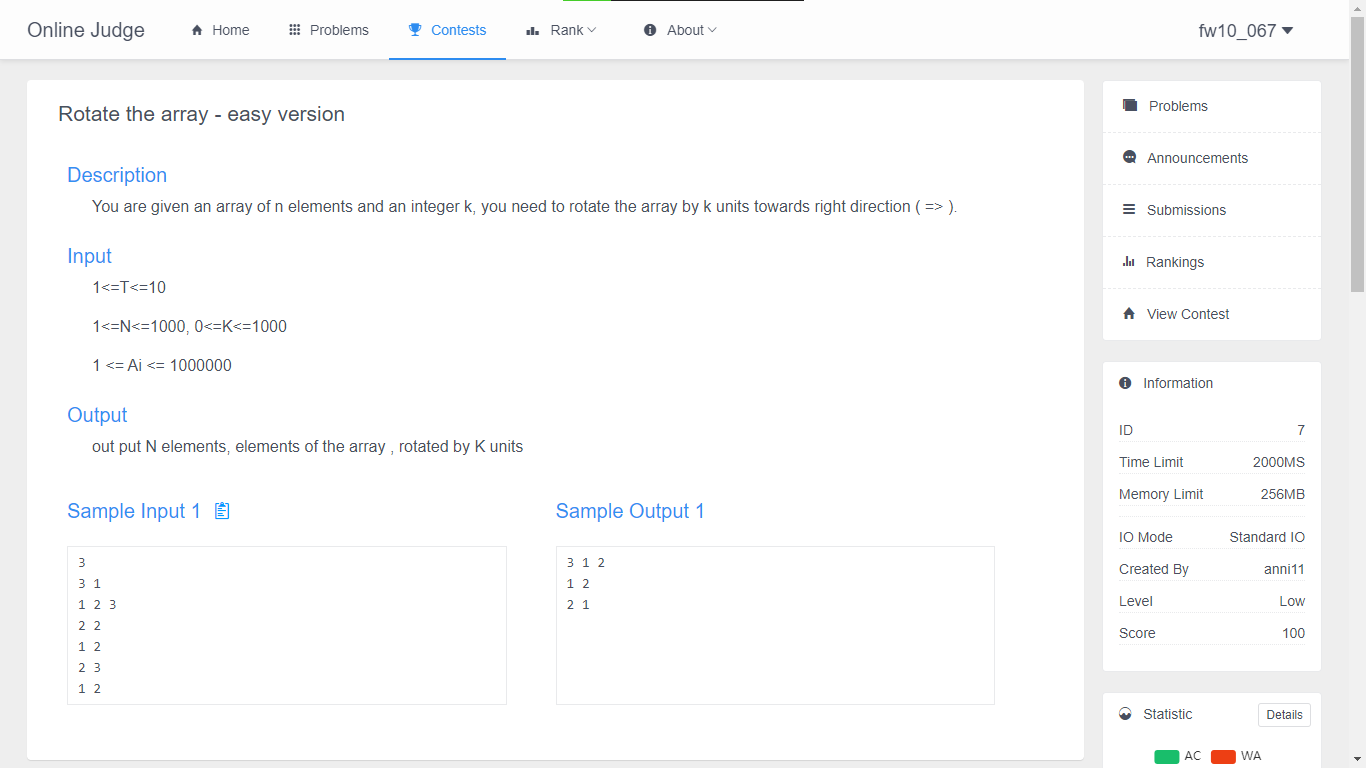 Online Judge Home Problems Contests Rank About fw10_067
Rotate the array - easy version
Description
You are given an array of n elements and an integer k, you need to rotate the array by k units towards right direction ( => ).
Input
1<=T<=10
1<=N<=1000, 0<=K<=1000
1 <= Ai <= 1000000
Output
out put N elements, elements of the array , rotated by K units
Sample Input 1
3
3 1
1 2 3
2 2
1 2
2 3
1 2
Sample Output 1
3 1 2
1 2
2 1
Problems
Announcements
Submissions
Rankings
View Contest
Information
ID 7
Time Limit 2000MS
Memory Limit 256MB
IO Mode Standard IO
Created By anni11
Level Low
Score 100
Statistic Details
AC WA